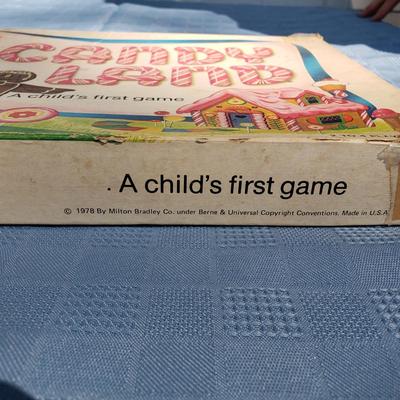 CANDY
LAND
A child's first game
. A child's first game
© 1978 By Milton Bradley Co. under Berne & Universal Copyright Conventions. Made in U.S.A.